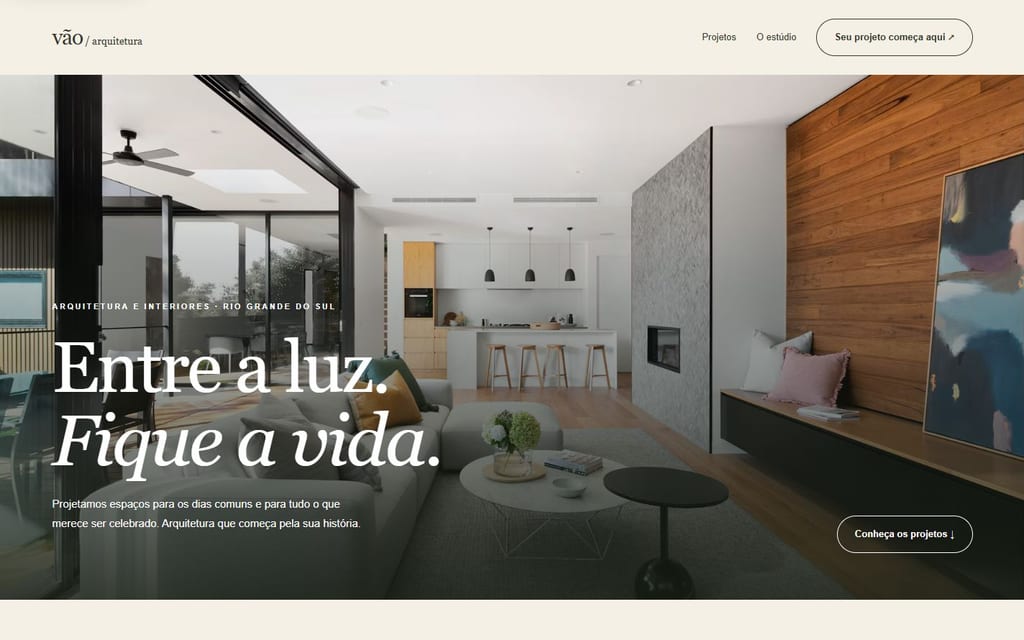 vão / arquitetura
Projetos
O estúdio
Seu projeto começa aqui ↗
ARQUITETURA E INTERIORES · RIO GRANDE DO SUL
Entre a luz.
Fique a vida.
Projetamos espaços para os dias comuns e para tudo o que
merece ser celebrado. Arquitetura que começa pela sua história.
Conheça os projetos ↓